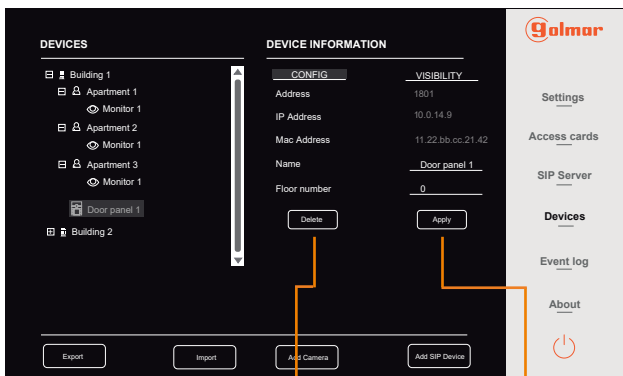 golmar
DEVICES
Building 1
Apartment 1
Monitor 1
Apartment 2
Monitor 1
Apartment 3
Monitor 1
Door panel 1
Building 2
DEVICE INFORMATION
CONFIG VISIBILITY
Address 1801
IP Address 10.0.14.9
Mac Address 11.22.bb.cc.21.42
Name Door panel 1
Floor number 0
Delete Apply
Export Import Add Camera Add SIP Device
Settings
Access cards
SIP Server
Devices
Event log
About